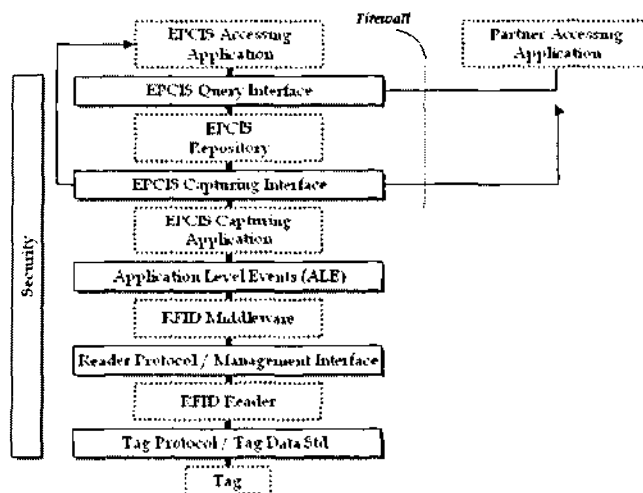 Firewall
EPCIS Accessing
Application
Partner Accessing
Application
EPCIS Query Interface
EPCIS
Repository
EPCIS Capturing Interface
EPCIS Capturing
Application
Security
Application Level Events (ALE)
RFID Middleware
Reader Protocol / Management Interface
RFID Reader
Tag Protocol / Tag Data Std
Tag